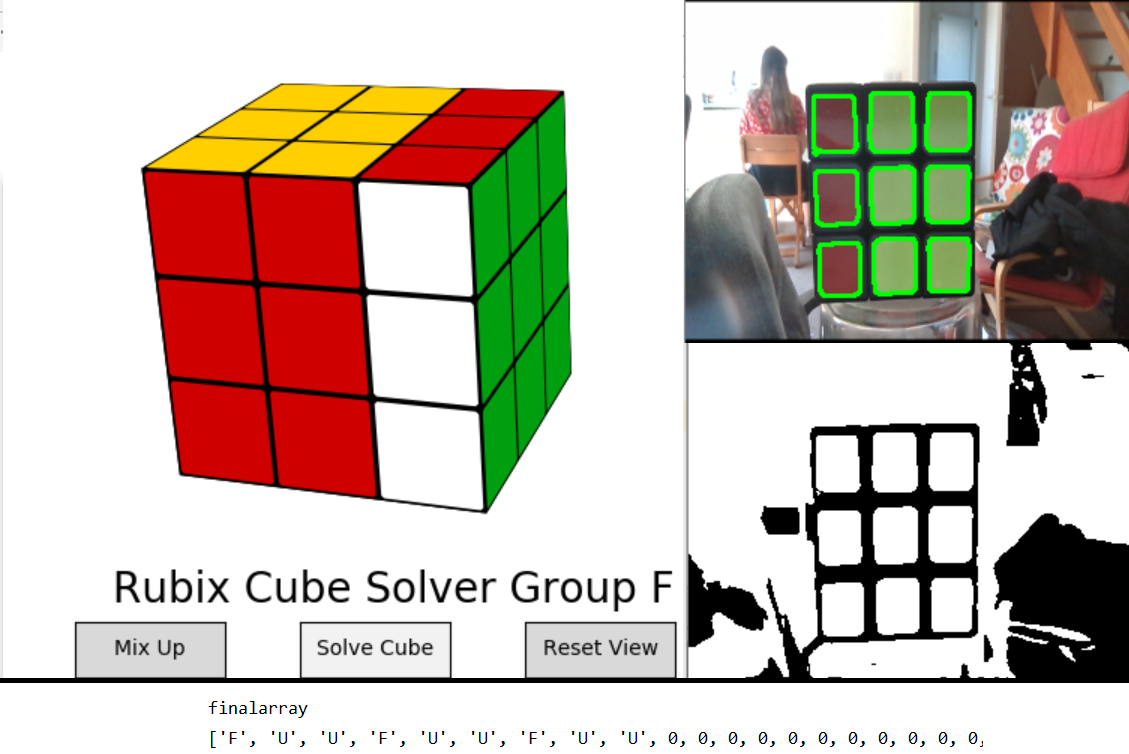 Rubix Cube Solver Group F
Mix Up
Solve Cube
Reset View
finalarray
['F', 'U', 'U', 'F', 'U', 'U', 'F', 'U', 'U', 0, 0, 0, 0, 0, 0, 0, 0, 0, 0, 0,